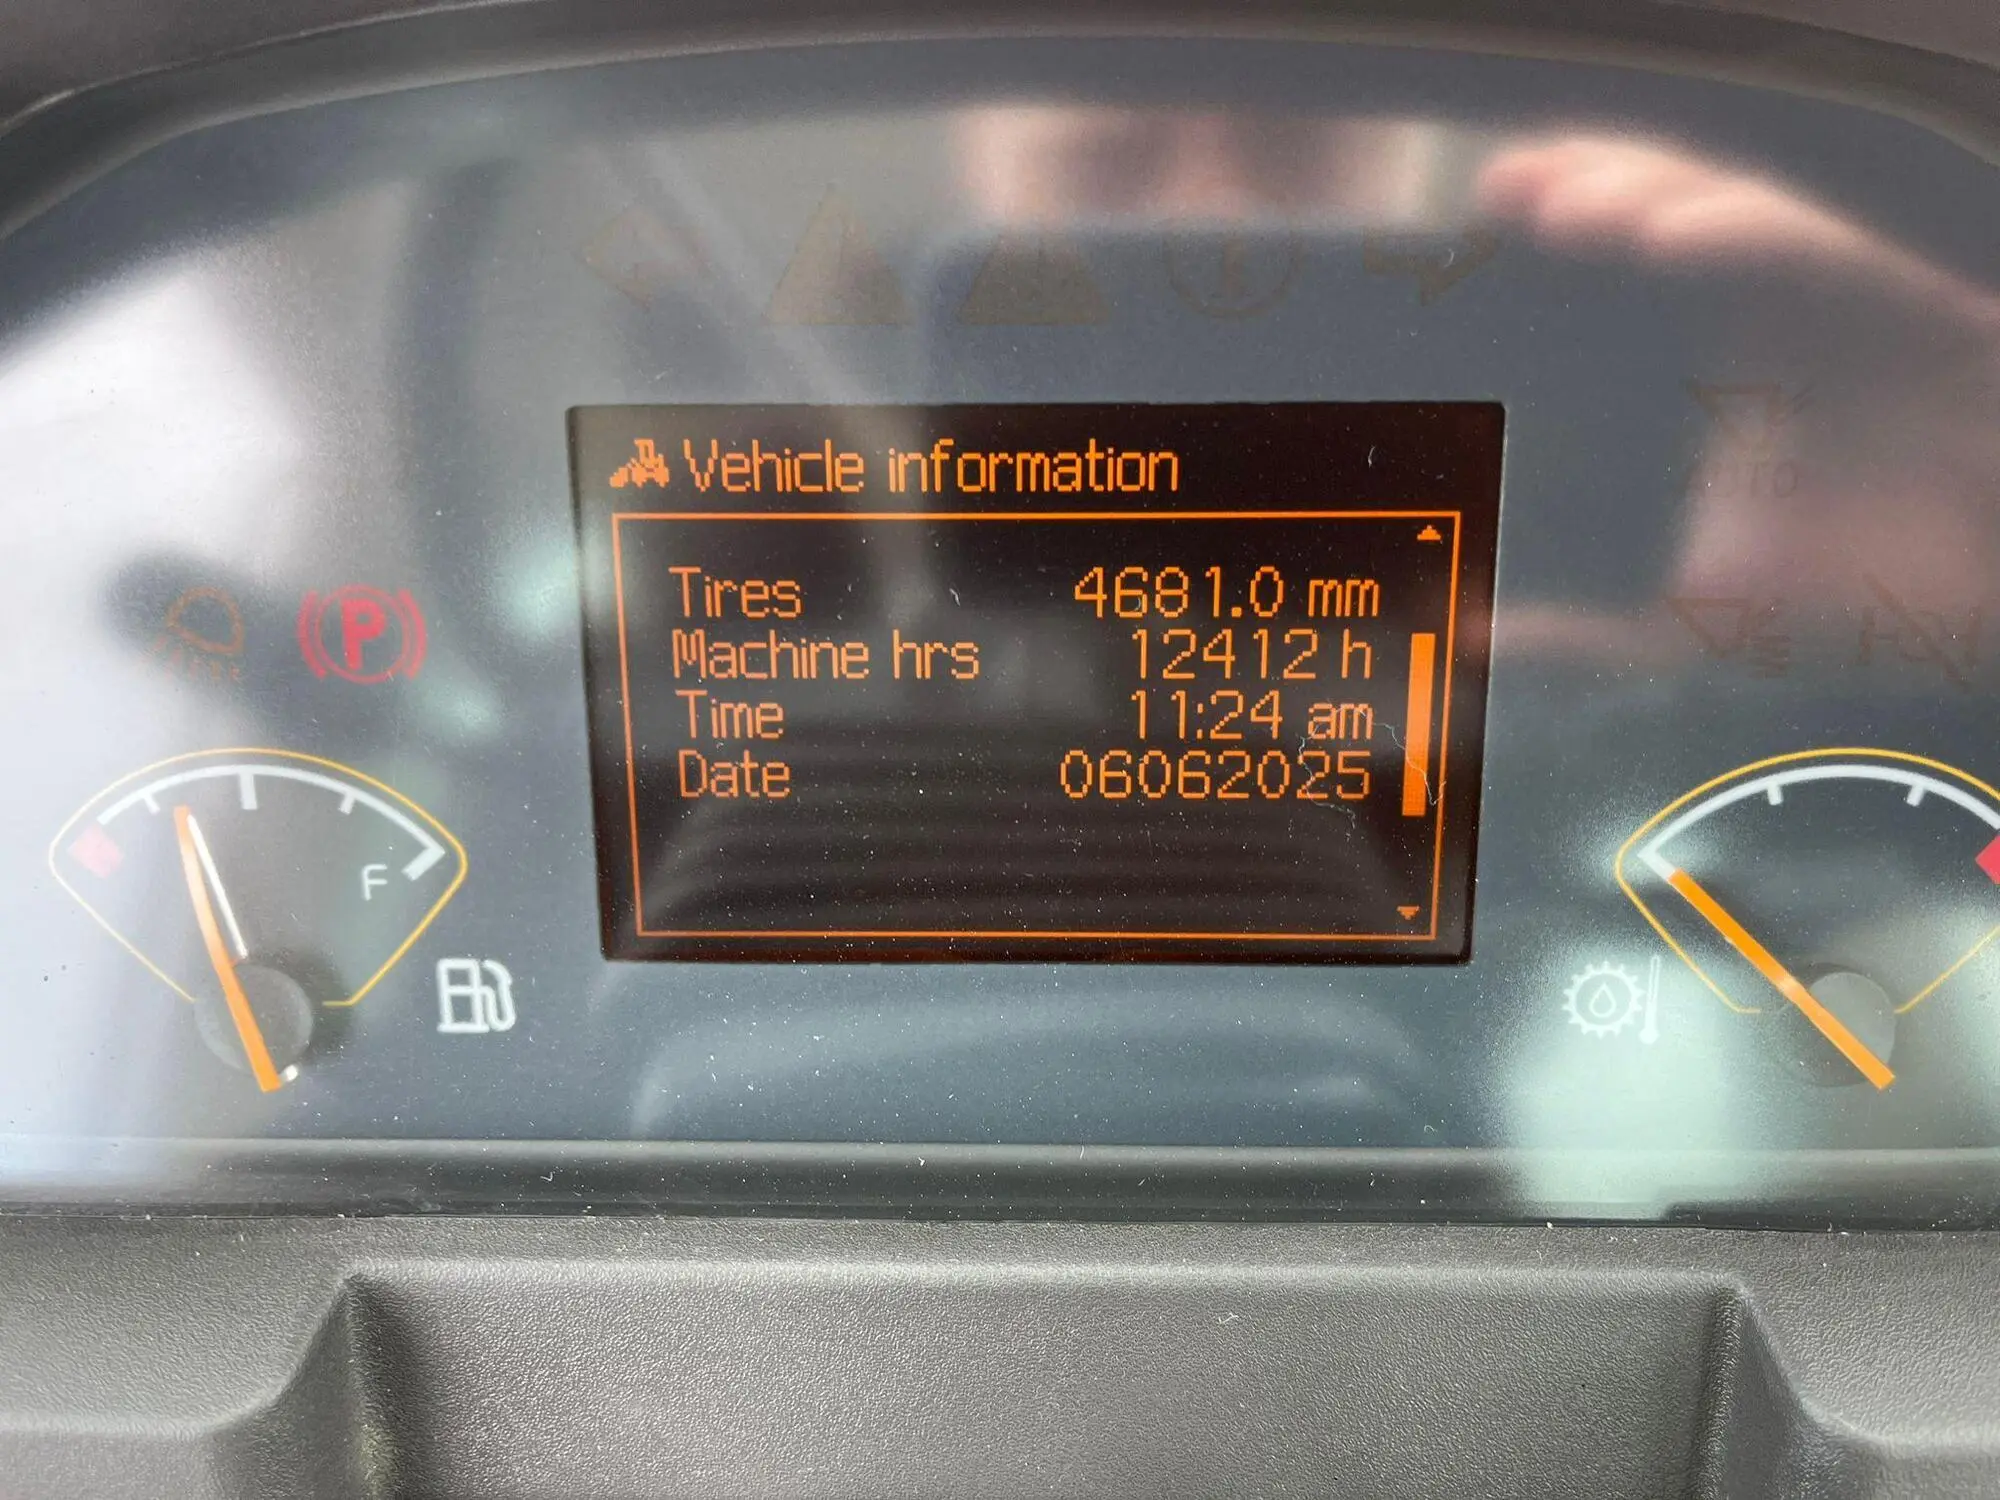 Vehicle information
Tires 4681.0 mm
Machine hrs 12412 h
Time 11:24 am
Date 06062025
P
F